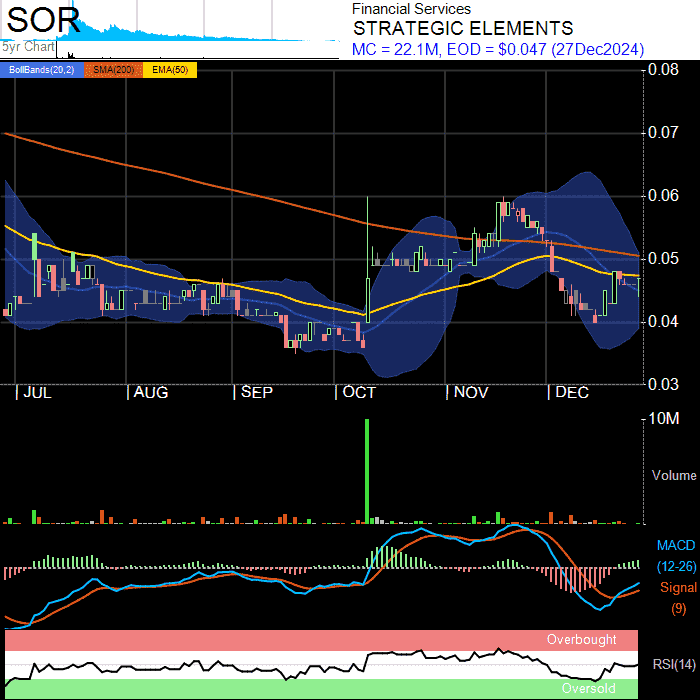 SOR
5yr Chart
Financial Services
STRATEGIC ELEMENTS
MC = 22.1M, EOD = $0.047 (27Dec2024)
BollBands(20,2) SMA(200) EMA(50)
0.08
0.07
0.06
0.05
0.04
0.03
JUL AUG SEP OCT NOV DEC
10M
Volume
MACD
(12-26)
Signal
(9)
Overbought
RSI(14)
Oversold